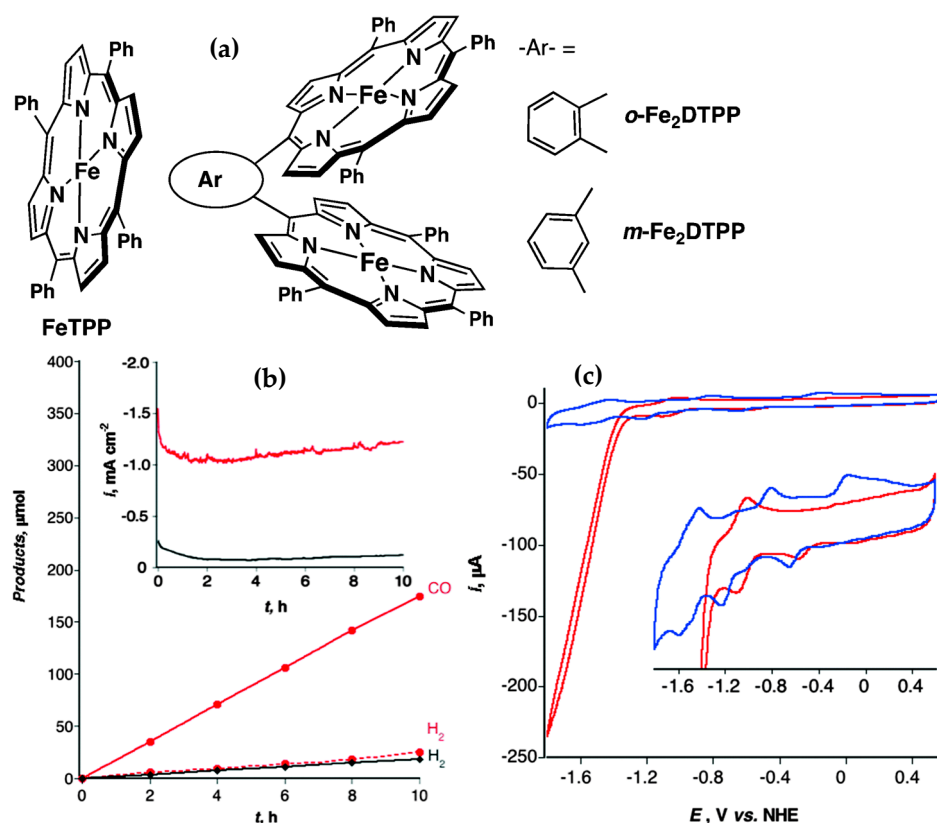 (a)
Ph
Ph
Ph
Ph
N
N
N
N
Fe
FeTPP
Ar
Ph
Ph
Ph
N
N
N
N
Fe
Ph
Ph
Ph
N
N
N
N
Fe
-Ar- =
o-Fe2DTPP
m-Fe2DTPP
(b)
Products, μmol
400
350
300
250
200
150
100
50
0
0 2 4 6 8 10
t, h
i, mA cm-2
-2.0
-1.5
-1.0
-0.5
0
0 2 4 6 8 10
t, h
CO
H2
H2
(c)
i, μA
0
-50
-100
-150
-200
-250
-1.6 -1.2 -0.8 -0.4 0 0.4
-1.6 -1.2 -0.8 -0.4 0 0.4
E , V vs. NHE